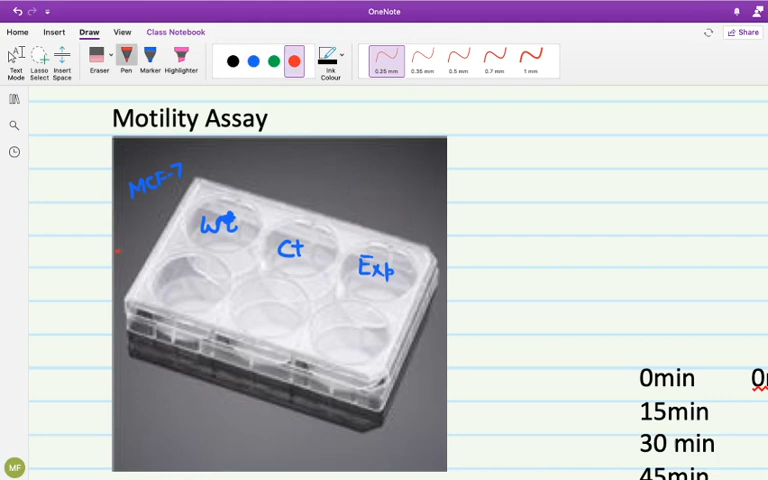 OneNote
Home Insert Draw View Class Notebook
Share
Text Mode
Lasso Select
Insert Space
Eraser
Pen
Marker
Highlighter
Ink Colour
0.25 mm
0.35 mm
0.5 mm
0.7 mm
1 mm
Motility Assay
MCF-7
Wt
Ct
Exp
0min
15min
30 min
45min
MF